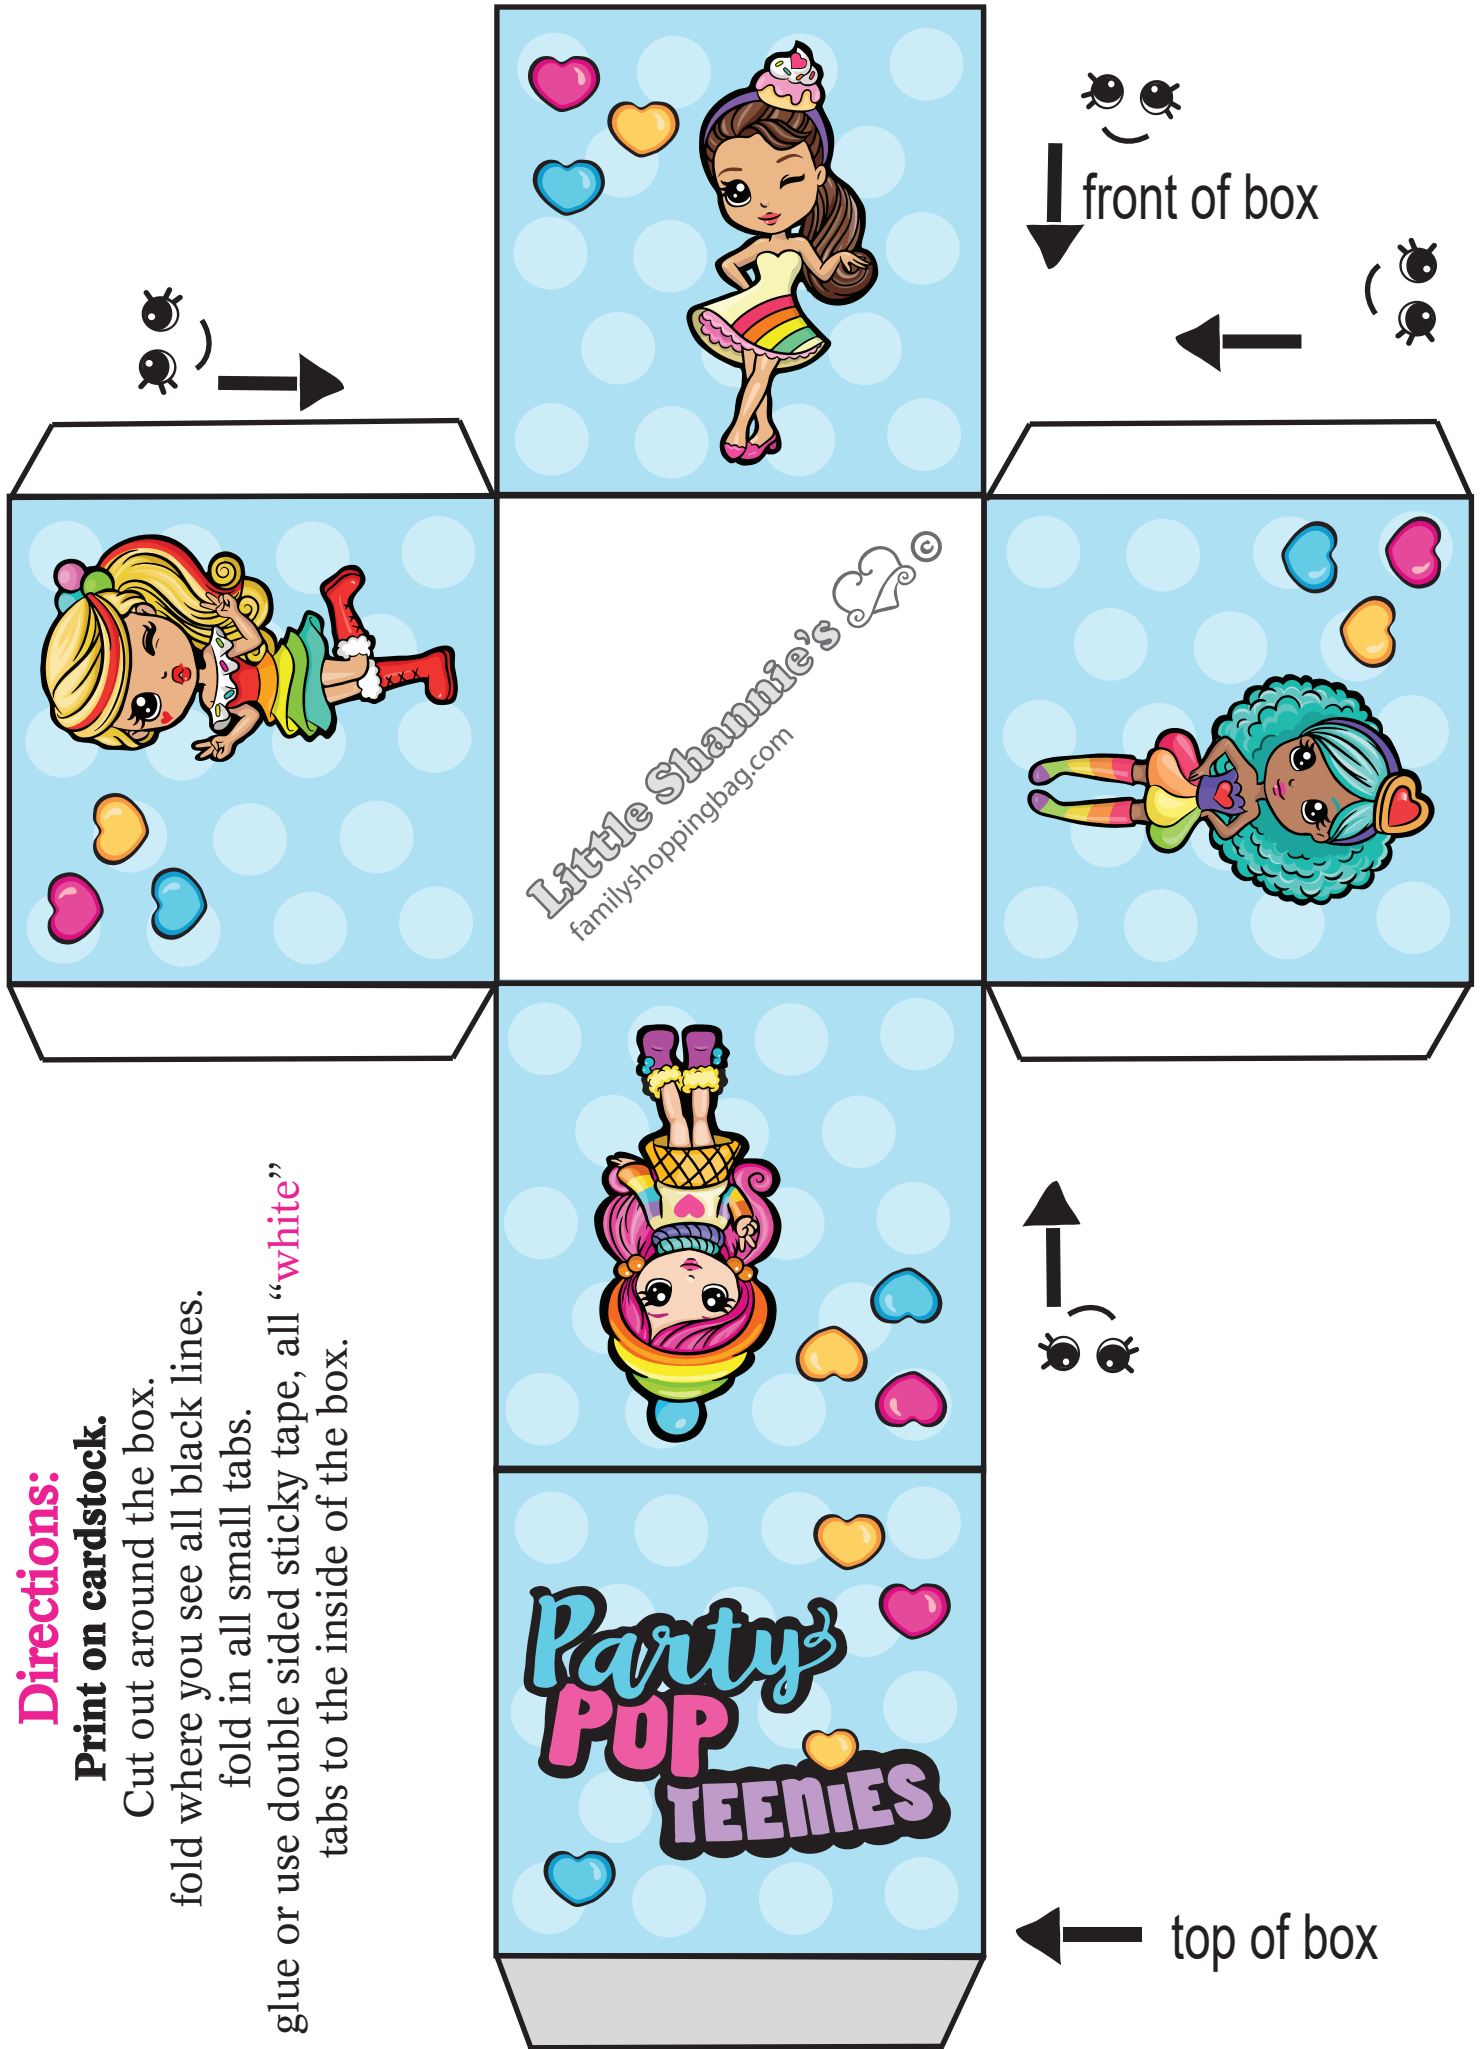 front of box
Little Shannie's ©
familyshoppingbag.com
Directions:
Print on cardstock.
Cut out around the box.
fold where you see all black lines.
fold in all small tabs.
glue or use double sided sticky tape, all “white”
tabs to the inside of the box.
Party
POP
TEENiES
top of box